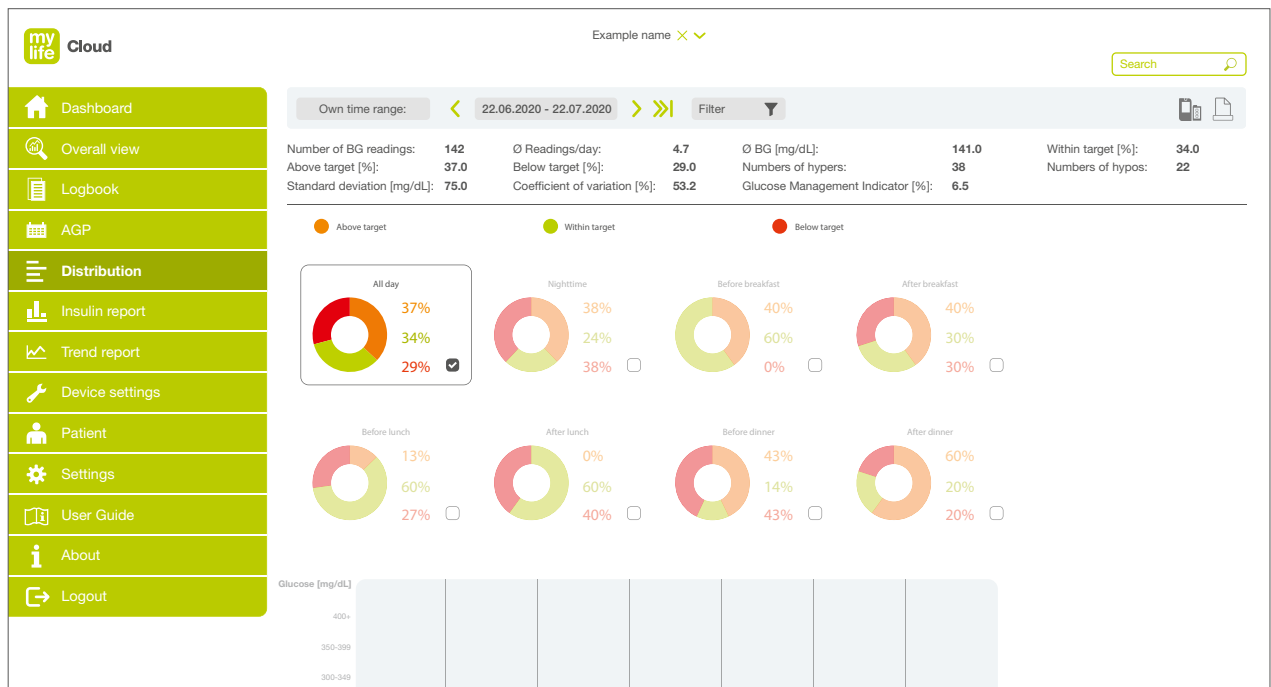 my life Cloud
Example name
Search
Dashboard
Overall view
Logbook
AGP
Distribution
Insulin report
Trend report
Device settings
Patient
Settings
User Guide
About
Logout
Own time range: 22.06.2020 - 22.07.2020 Filter
Number of BG readings: 142 Ø Readings/day: 4.7 Ø BG [mg/dL]: 141.0 Within target [%]: 34.0
Above target [%]: 37.0 Below target [%]: 29.0 Numbers of hypers: 38 Numbers of hypos: 22
Standard deviation [mg/dL]: 75.0 Coefficient of variation [%]: 53.2 Glucose Management Indicator [%]: 6.5
Above target Within target Below target
All day
37%
34%
29%
Nighttime
38%
24%
38%
Before breakfast
40%
60%
0%
After breakfast
40%
30%
30%
Before lunch
13%
60%
27%
After lunch
0%
60%
40%
Before dinner
43%
14%
43%
After dinner
60%
20%
20%
Glucose [mg/dL]
400+
350-399
300-349